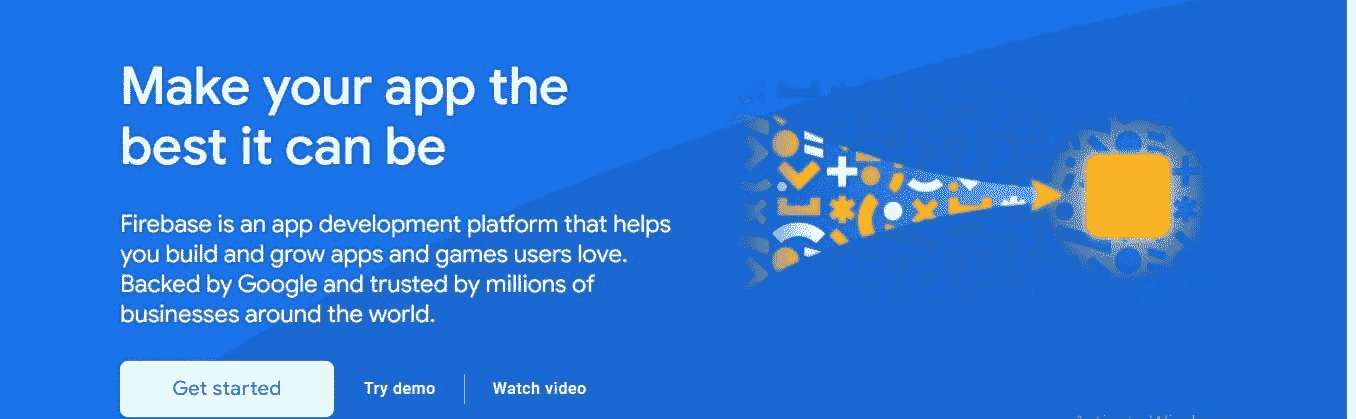 Make your app the
best it can be
Firebase is an app development platform that helps
you build and grow apps and games users love.
Backed by Google and trusted by millions of
businesses around the world.
Get started
Try demo
Watch video